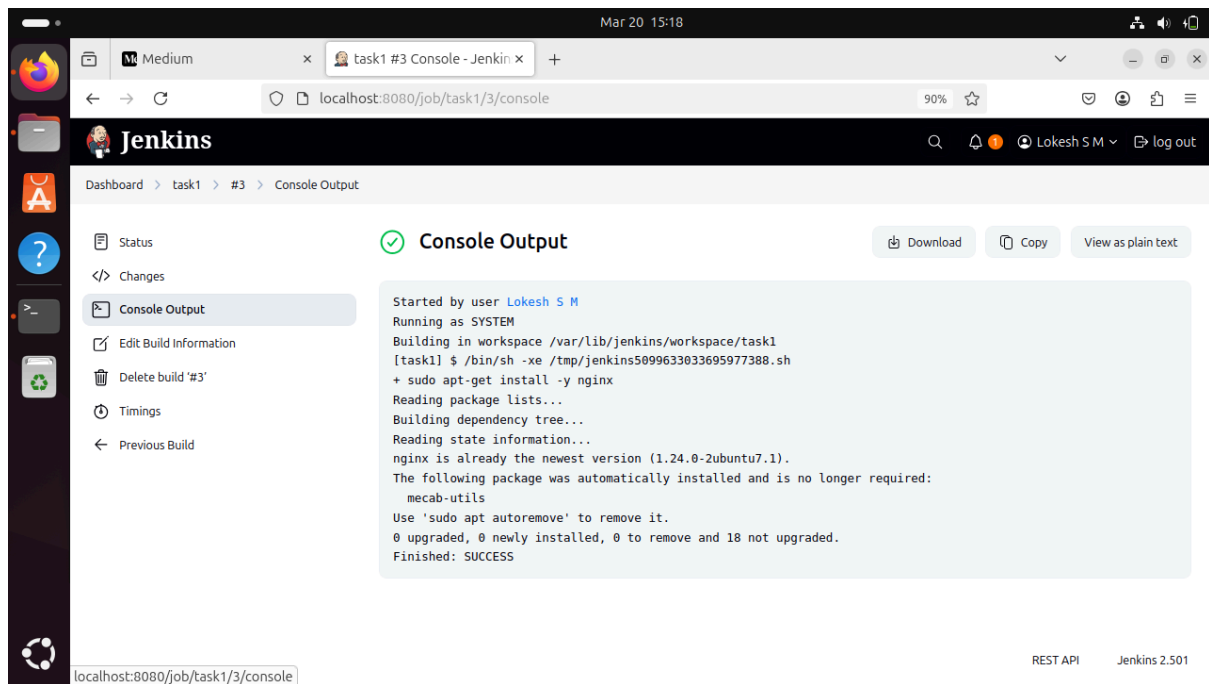 Mar 20 15:18
Medium
task1 #3 Console - Jenkin
localhost:8080/job/task1/3/console
90%
Jenkins
1
Lokesh S M
log out
Dashboard > task1 > #3 > Console Output
Status
Changes
Console Output
Edit Build Information
Delete build ‘#3’
Timings
Previous Build
Console Output
Download
Copy
View as plain text
Started by user Lokesh S M
Running as SYSTEM
Building in workspace /var/lib/jenkins/workspace/task1
[task1] $ /bin/sh -xe /tmp/jenkins5099633033695977388.sh
+ sudo apt-get install -y nginx
Reading package lists...
Building dependency tree...
Reading state information...
nginx is already the newest version (1.24.0-2ubuntu7.1).
The following package was automatically installed and is no longer required:
mecab-utils
Use 'sudo apt autoremove' to remove it.
0 upgraded, 0 newly installed, 0 to remove and 18 not upgraded.
Finished: SUCCESS
REST API
Jenkins 2.501
localhost:8080/job/task1/3/console